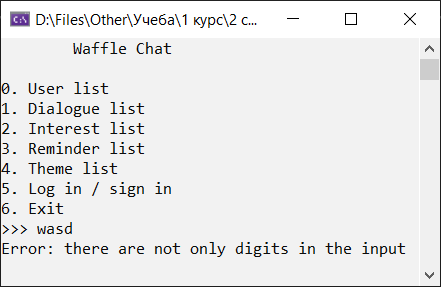 D:\Files\Other\Учеба\1 курс\2 с...
Waffle Chat
0. User list
1. Dialogue list
2. Interest list
3. Reminder list
4. Theme list
5. Log in / sign in
6. Exit
>>> wasd
Error: there are not only digits in the input